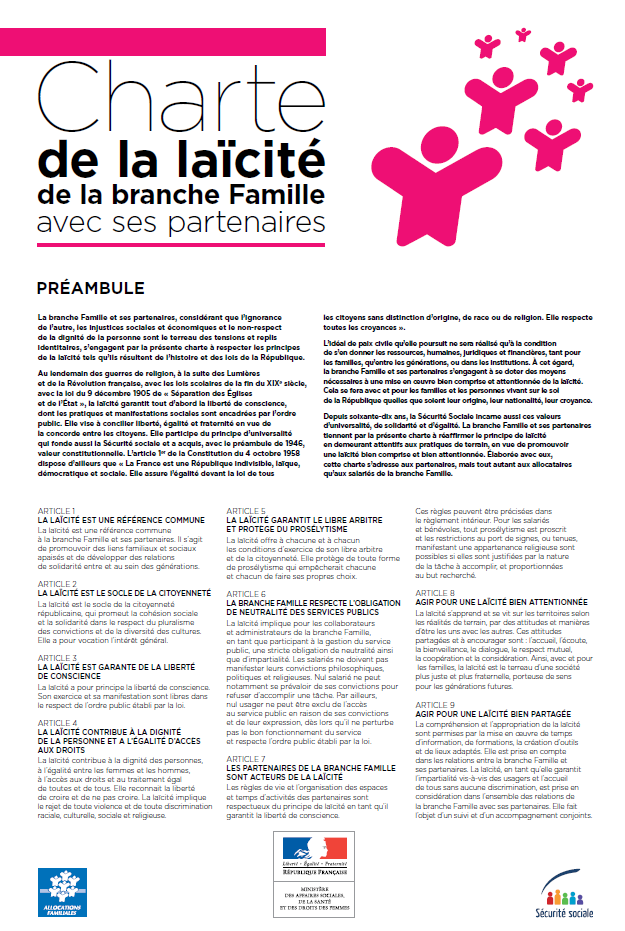 Charte
de la laïcité
de la branche Famille
avec ses partenaires
PRÉAMBULE
La branche Famille et ses partenaires, considérant que l'ignorance
de l'autre, les injustices sociales et économiques et le non-respect
de la dignité de la personne sont le terreau des tensions et replis
identitaires, s'engagent par la présente charte à respecter les principes
de la laïcité tels qu'ils résultent de l'histoire et des lois de la République.
Au lendemain des guerres de religion, à la suite des Lumières
et de la Révolution française, avec les lois scolaires de la fin du XIXe siècle,
avec la loi du 9 décembre 1905 de « Séparation des Églises
et de l'État », la laïcité garantit tout d'abord la liberté de conscience,
dont les pratiques et manifestations sociales sont encadrées par l'ordre
public. Elle vise à concilier liberté, égalité et fraternité en vue de
la concorde entre les citoyens. Elle participe du principe d'universalité
qui fonde aussi la Sécurité sociale et a acquis, avec le préambule de 1946,
valeur constitutionnelle. L'article 1er de la Constitution du 4 octobre 1958
dispose d'ailleurs que « La France est une République indivisible, laïque,
démocratique et sociale. Elle assure l'égalité devant la loi de tous
les citoyens sans distinction d'origine, de race ou de religion. Elle respecte
toutes les croyances ».
L'idéal de paix civile qu'elle poursuit ne sera réalisé qu'à la condition
de s'en donner les ressources, humaines, juridiques et financières, tant pour
les familles, qu'entre les générations, ou dans les institutions. À cet égard,
la branche Famille et ses partenaires s'engagent à se doter des moyens
nécessaires à une mise en œuvre bien comprise et attentionnée de la laïcité.
Cela se fera avec et pour les familles et les personnes vivant sur le sol
de la République quelles que soient leur origine, leur nationalité, leur croyance.
Depuis soixante-dix ans, la Sécurité Sociale incarne aussi ces valeurs
d'universalité, de solidarité et d'égalité. La branche Famille et ses partenaires
tiennent par la présente charte à réaffirmer le principe de laïcité
en demeurant attentifs aux pratiques de terrain, en vue de promouvoir
une laïcité bien comprise et bien attentionnée. Élaborée avec eux,
cette charte s'adresse aux partenaires, mais tout autant aux allocataires
qu'aux salariés de la branche Famille.
ARTICLE 1
LA LAÏCITÉ EST UNE RÉFÉRENCE COMMUNE
La laïcité est une référence commune
à la branche Famille et ses partenaires. Il s'agit
de promouvoir des liens familiaux et sociaux
apaisés et de développer des relations
de solidarité entre et au sein des générations.
ARTICLE 2
LA LAÏCITÉ EST LE SOCLE DE LA CITOYENNETÉ
La laïcité est le socle de la citoyenneté
républicaine, qui promeut la cohésion sociale
et la solidarité dans le respect du pluralisme
des convictions et de la diversité des cultures.
Elle a pour vocation l'intérêt général.
ARTICLE 3
LA LAÏCITÉ EST GARANTE DE LA LIBERTÉ
DE CONSCIENCE
La laïcité a pour principe la liberté de conscience.
Son exercice et sa manifestation sont libres dans
le respect de l'ordre public établi par la loi.
ARTICLE 4
LA LAÏCITÉ CONTRIBUE À LA DIGNITÉ
DE LA PERSONNE ET A L'ÉGALITÉ D'ACCES
AUX DROITS
La laïcité contribue à la dignité des personnes,
à l'égalité entre les femmes et les hommes,
à l'accès aux droits et au traitement égal
de toutes et de tous. Elle reconnait la liberté
de croire et de ne pas croire. La laïcité implique
le rejet de toute violence et de toute discrimination
raciale, culturelle, sociale et religieuse.
ARTICLE 5
LA LAÏCITÉ GARANTIT LE LIBRE ARBITRE
ET PROTEGE DU PROSÉLYTISME
La laïcité offre à chacune et à chacun
les conditions d'exercice de son libre arbitre
et de la citoyenneté. Elle protège de toute forme
de prosélytisme qui empêcherait chacune
et chacun de faire ses propres choix.
ARTICLE 6
LA BRANCHE FAMILLE RESPECTE L'OBLIGATION
DE NEUTRALITÉ DES SERVICES PUBLICS
La laïcité implique pour les collaborateurs
et administrateurs de la branche Famille,
en tant que participant à la gestion du service
public, une stricte obligation de neutralité ainsi
que d'impartialité. Les salariés ne doivent pas
manifester leurs convictions philosophiques,
politiques et religieuses. Nul salarié ne peut
notamment se prévaloir de ses convictions pour
refuser d'accomplir une tâche. Par ailleurs,
nul usager ne peut être exclu de l'accès
au service public en raison de ses convictions
et de leur expression, dès lors qu'il ne perturbe
pas le bon fonctionnement du service
et respecte l'ordre public établi par la loi.
ARTICLE 7
LES PARTENAIRES DE LA BRANCHE FAMILLE
SONT ACTEURS DE LA LAÏCITÉ
Les règles de vie et l'organisation des espaces
et temps d'activités des partenaires sont
respectueux du principe de laïcité en tant qu'il
garantit la liberté de conscience.
Ces règles peuvent être précisées dans
le règlement intérieur. Pour les salariés
et bénévoles, tout prosélytisme est proscrit
et les restrictions au port de signes, ou tenues,
manifestant une appartenance religieuse sont
possibles si elles sont justifiées par la nature
de la tâche à accomplir, et proportionnées
au but recherché.
ARTICLE 8
AGIR POUR UNE LAÏCITÉ BIEN ATTENTIONNÉE
La laïcité s'apprend et se vit sur les territoires selon
les réalités de terrain, par des attitudes et manières
d'être les uns avec les autres. Ces attitudes
partagées et à encourager sont : l'accueil, l'écoute,
la bienveillance, le dialogue, le respect mutuel,
la coopération et la considération. Ainsi, avec et pour
les familles, la laïcité est le terreau d'une société
plus juste et plus fraternelle, porteuse de sens
pour les générations futures.
ARTICLE 9
AGIR POUR UNE LAÏCITÉ BIEN PARTAGÉE
La compréhension et l'appropriation de la laïcité
sont permises par la mise en œuvre de temps
d'information, de formations, la création d'outils
et de lieux adaptés. Elle est prise en compte
dans les relations entre la branche Famille et
ses partenaires. La laïcité, en tant qu'elle garantit
l'impartialité vis-à-vis des usagers et l'accueil
de tous sans aucune discrimination, est prise en
considération dans l'ensemble des relations de
la branche Famille avec ses partenaires. Elle fait
l'objet d'un suivi et d'un accompagnement conjoints.
ALLOCATIONS
FAMILIALES
Liberté • Égalité • Fraternité
RÉPUBLIQUE FRANÇAISE
MINISTÈRE
DES AFFAIRES SOCIALES,
DE LA SANTÉ
ET DES DROITS DES FEMMES
Sécurité sociale